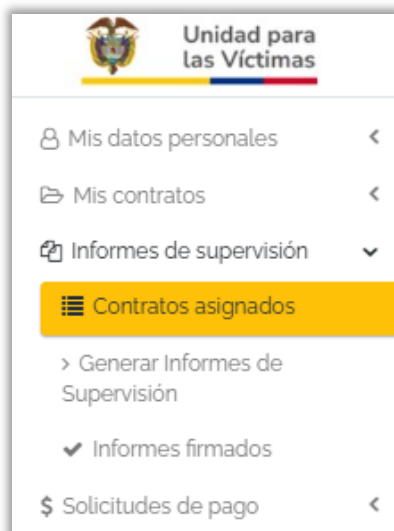 Unidad para
las Víctimas
Mis datos personales
Mis contratos
Informes de supervisión
Contratos asignados
> Generar Informes de
Supervisión
Informes firmados
$ Solicitudes de pago